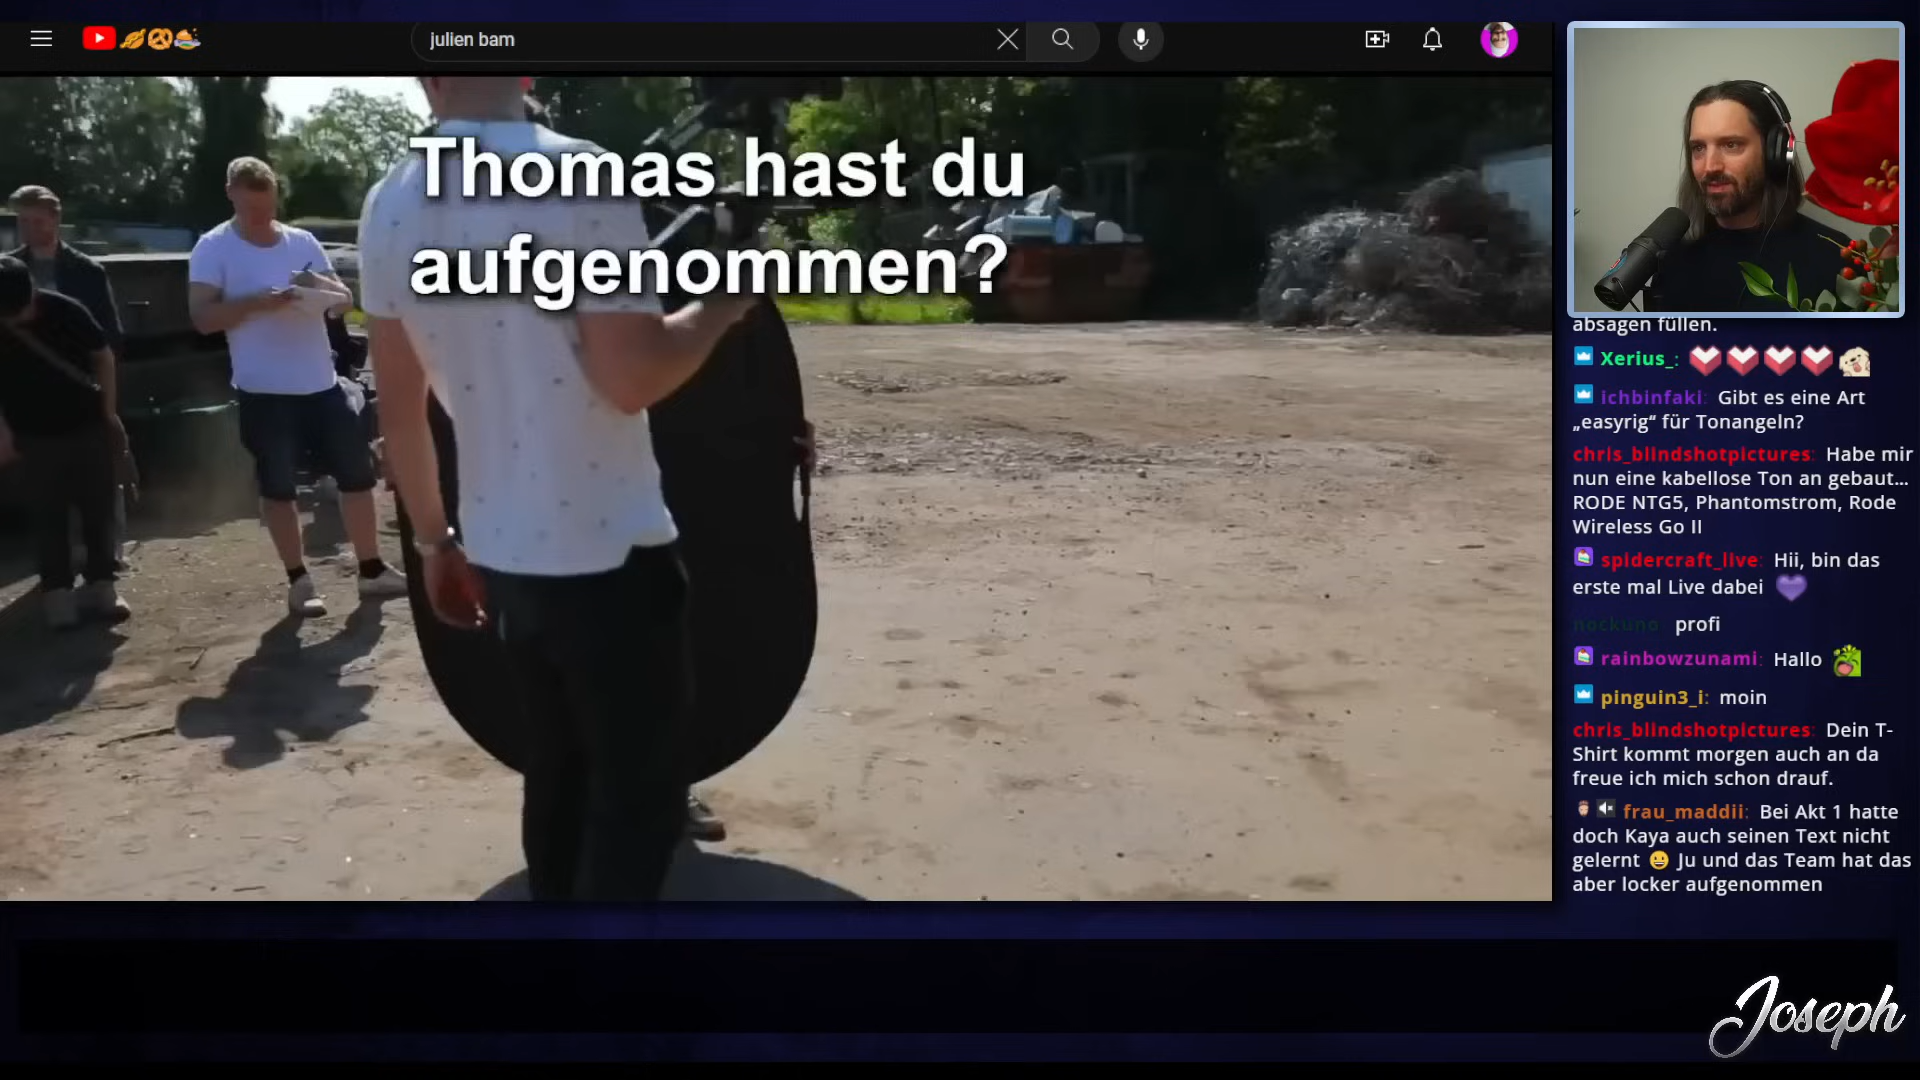 julien bam
Thomas hast du
aufgenommen?
absagen füllen.
Xerius_:
ichbinfaki: Gibt es eine Art
„easyrig“ für Tonangeln?
chris_blindshotpictures: Habe mir
nun eine kabellose Ton an gebaut...
RODE NTG5, Phantomstrom, Rode
Wireless Go II
spidercraft_live: Hii, bin das
erste mal Live dabei
nockuno: profi
rainbowzunami: Hallo
pinguin3_i: moin
chris_blindshotpictures: Dein T-
Shirt kommt morgen auch an da
freue ich mich schon drauf.
frau_maddii: Bei Akt 1 hatte
doch Kaya auch seinen Text nicht
gelernt 😀 Ju und das Team hat das
aber locker aufgenommen
Joseph